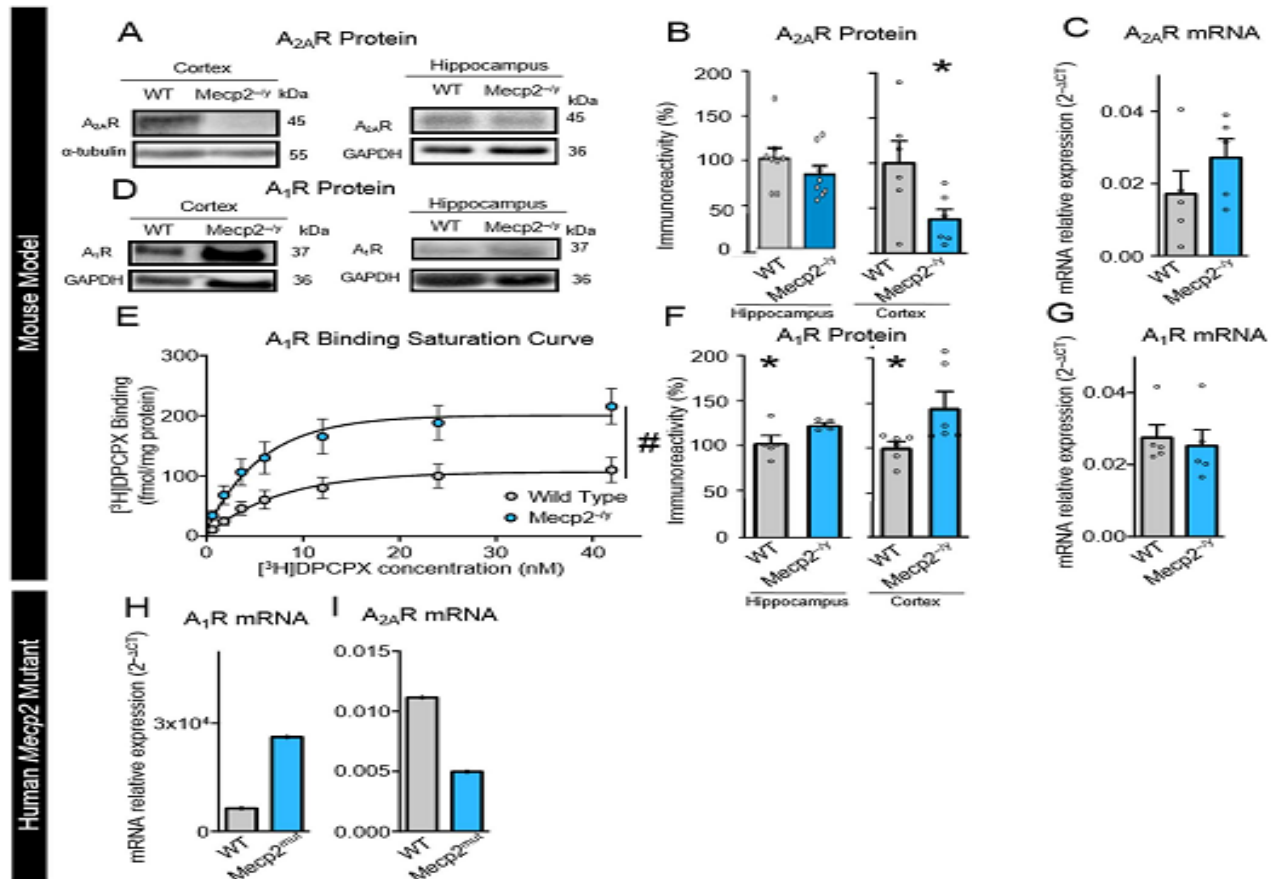 Mouse Model
A
A₂ₐR Protein
Cortex
WT Mecp2⁻/ʸ kDa
A₂ₐR 45
α-tubulin 55
Hippocampus
WT Mecp2⁻/ʸ kDa
A₂ₐR 45
GAPDH 36
B
A₂ₐR Protein
Immunoreactivity (%)
200
150
100
50
0
*
WT
Mecp2⁻/ʸ
WT
Mecp2⁻/ʸ
Hippocampus
Cortex
C
A₂ₐR mRNA
mRNA relative expression (2⁻ΔCT)
0.04
0.02
0.00
WT
Mecp2⁻/ʸ
D
A₁R Protein
Cortex
WT Mecp2⁻/ʸ kDa
A₁R 37
GAPDH 36
Hippocampus
WT Mecp2⁻/ʸ kDa
A₁R 37
GAPDH 36
E
A₁R Binding Saturation Curve
[³H]DPCPX Binding
(fmol/mg protein)
300
200
100
0
0 10 20 30 40
[³H]DPCPX concentration (nM)
Wild Type
Mecp2⁻/ʸ
#
F
A₁R Protein
Immunoreactivity (%)
200
150
100
50
0
* *
WT
Mecp2⁻/ʸ
WT
Mecp2⁻/ʸ
Hippocampus
Cortex
G
A₁R mRNA
mRNA relative expression (2⁻ΔCT)
0.04
0.02
0.00
WT
Mecp2⁻/ʸ
Human Mecp2 Mutant
H
A₁R mRNA
mRNA relative expression (2⁻ΔCT)
3x10⁴
0
WT
Mecp2ᵐᵘᵗ
I
A₂ₐR mRNA
0.015
0.010
0.005
0.000
WT
Mecp2ᵐᵘᵗ